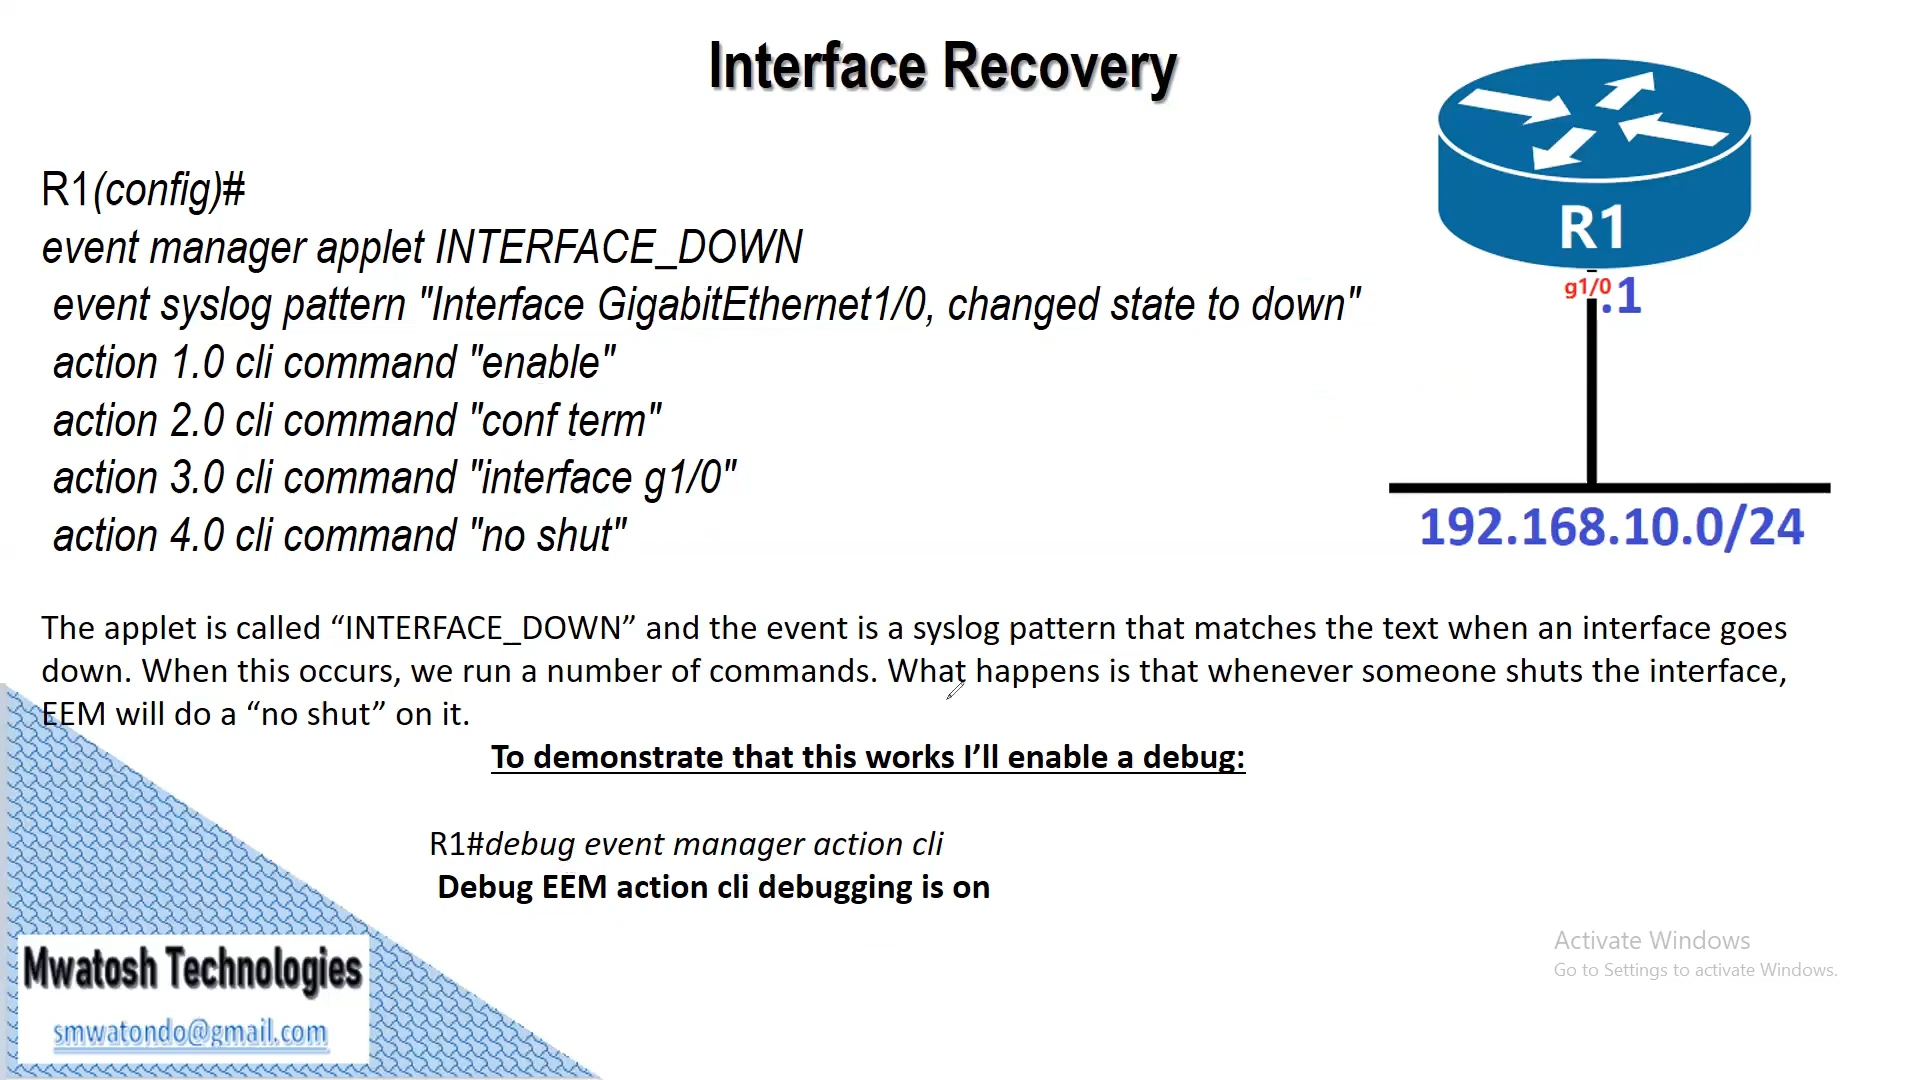 Interface Recovery
R1(config)#
event manager applet INTERFACE_DOWN
event syslog pattern "Interface GigabitEthernet1/0, changed state to down"
action 1.0 cli command "enable"
action 2.0 cli command "conf term"
action 3.0 cli command "interface g1/0"
action 4.0 cli command "no shut"
R1
g1/0
.1
192.168.10.0/24
The applet is called “INTERFACE_DOWN” and the event is a syslog pattern that matches the text when an interface goes
down. When this occurs, we run a number of commands. What happens is that whenever someone shuts the interface,
EEM will do a “no shut” on it.
To demonstrate that this works I’ll enable a debug:
R1#debug event manager action cli
Debug EEM action cli debugging is on
Mwatosh Technologies
smwatondo@gmail.com
Activate Windows
Go to Settings to activate Windows.